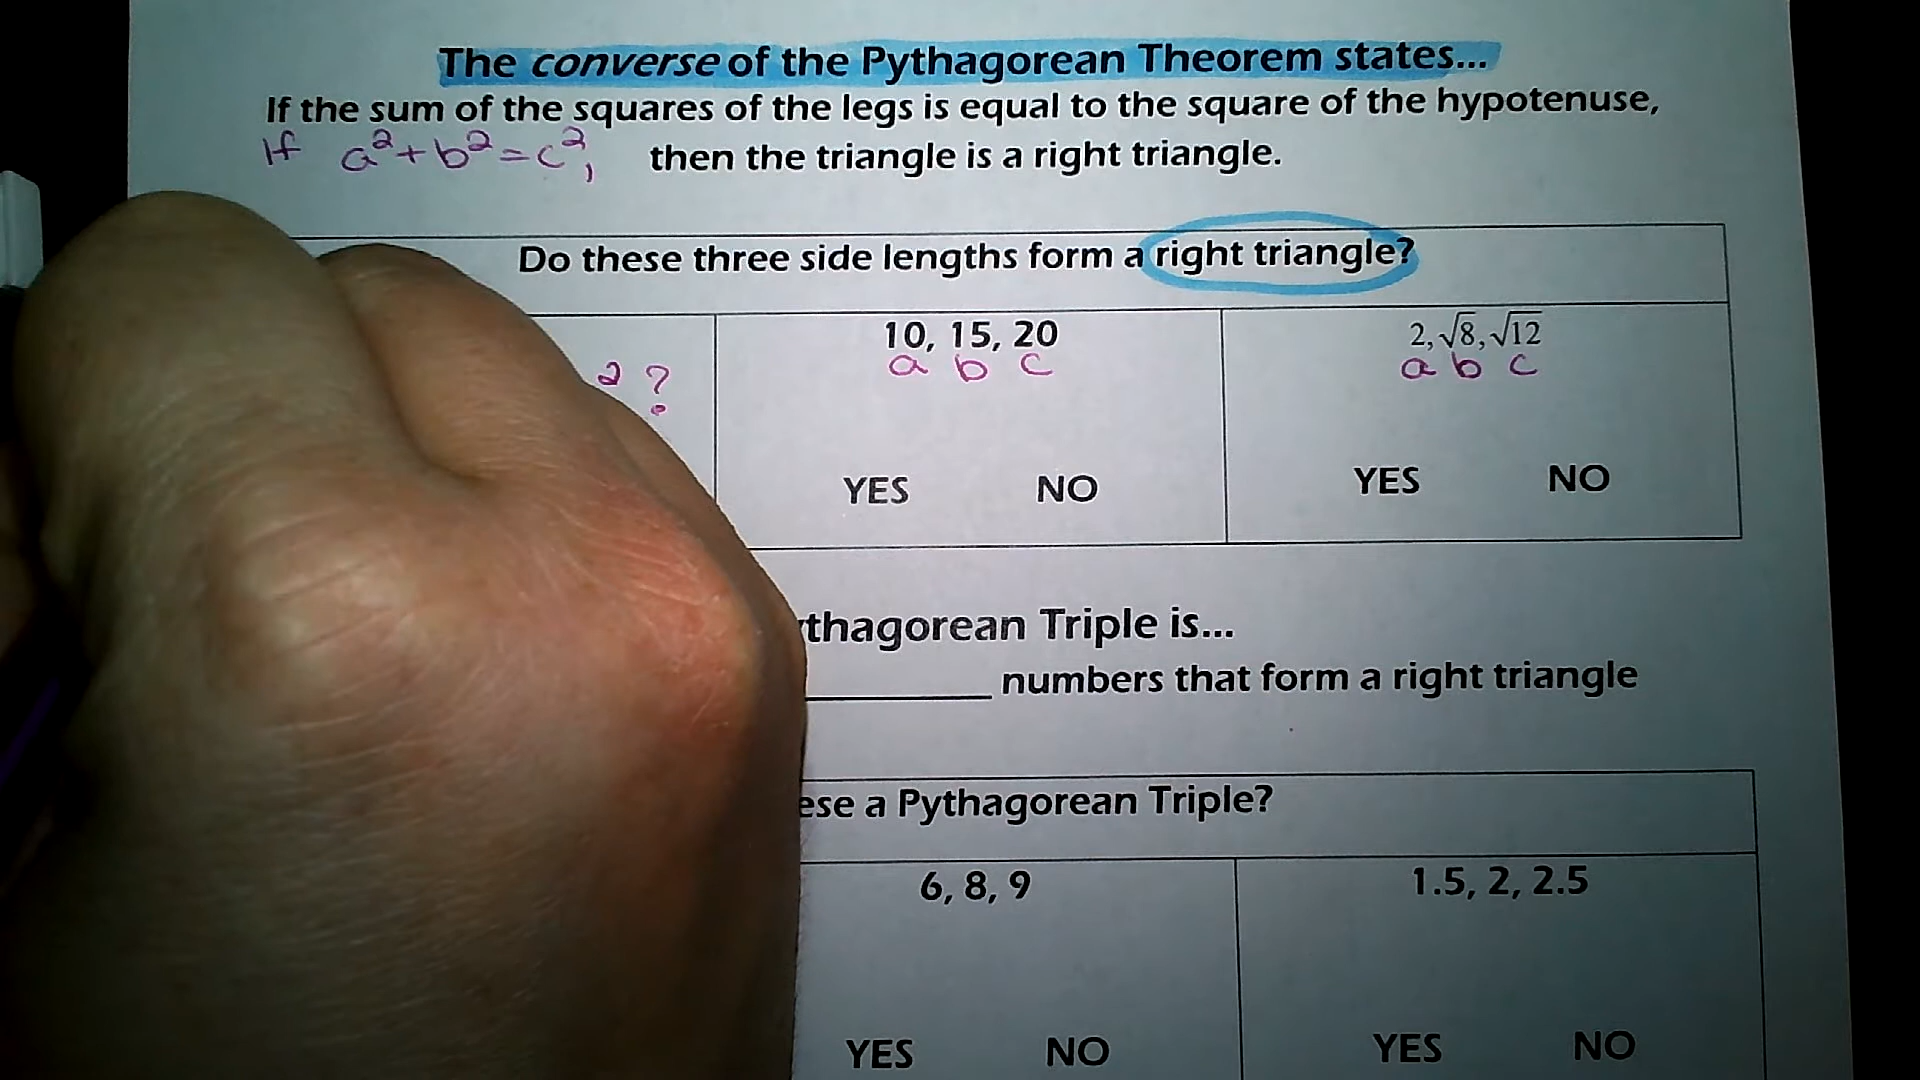 The converse of the Pythagorean Theorem states...
If the sum of the squares of the legs is equal to the square of the hypotenuse,
If a²+b²=c², then the triangle is a right triangle.
Do these three side lengths form a right triangle?
10, 15, 20
a b c
YES NO
2, √8, √12
a b c
YES NO
2 ?
Triple is...
numbers that form a right triangle
a Pythagorean Triple?
6, 8, 9
YES NO
1.5, 2, 2.5
YES NO